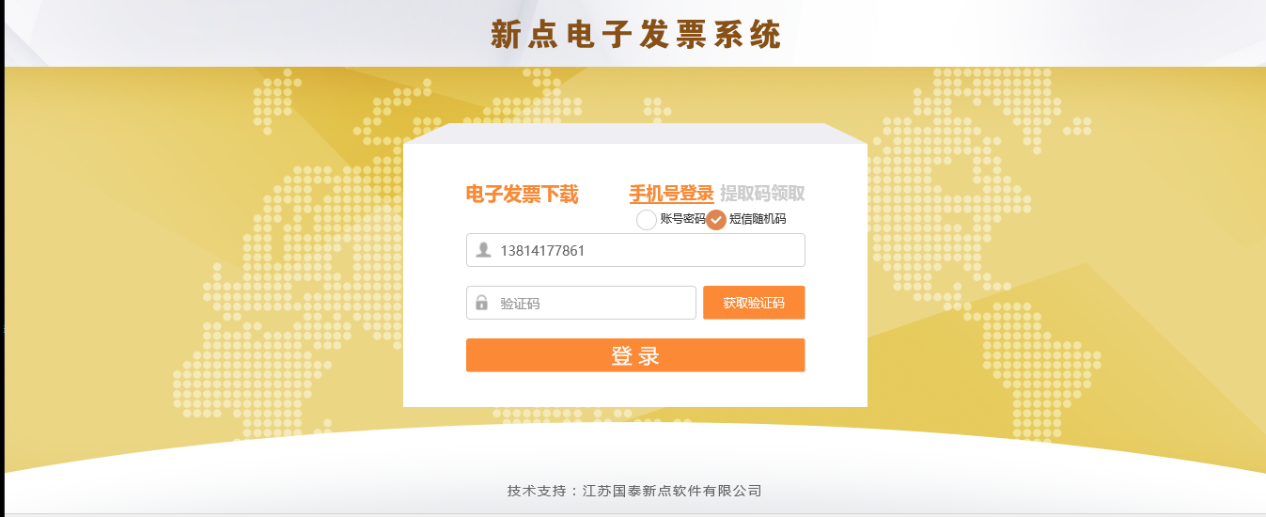 新点电子发票系统
电子发票下载 手机号登录 提取码领取
账号密码 短信随机码
13814177861
验证码 获取验证码
登录
技术支持：江苏国泰新点软件有限公司